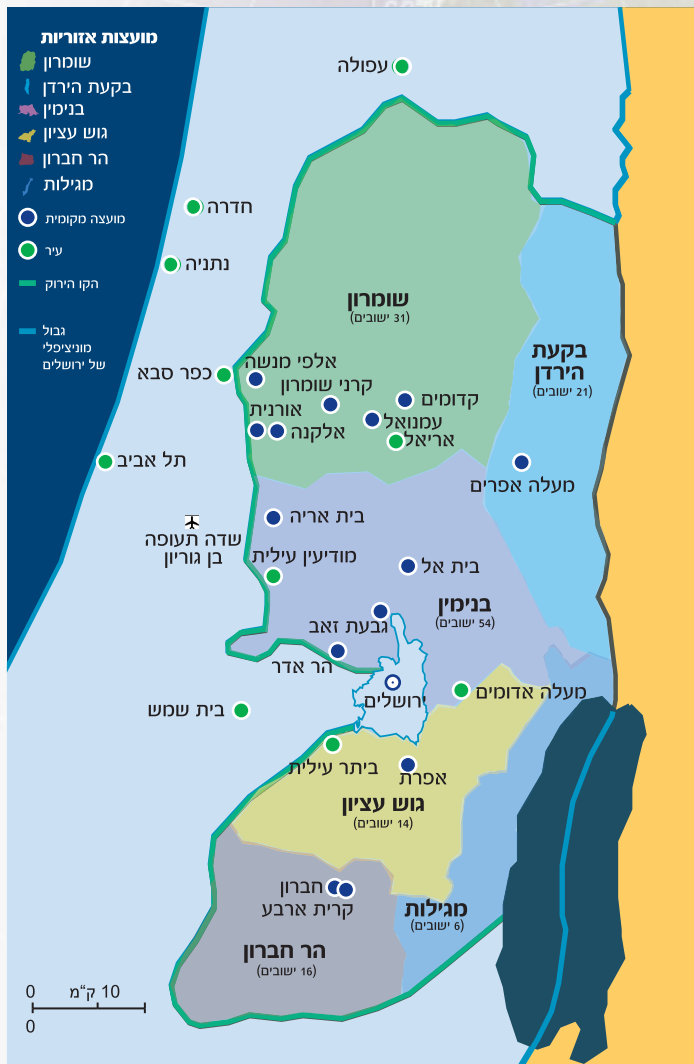 מועצות אזוריות
שומרון
בקעת הירדן
בנימין
גוש עציון
הר חברון
מגילות
מועצה מקומית
עיר
הקו הירוק
גבול
מוניציפלי
של ירושלים
עפולה
חדרה
נתניה
שומרון
(31 ישובים)
בקעת
הירדן
(21 ישובים)
אלפי מנשה
כפר סבא
קרני שומרון
קדומים
אורנית
עמנואל
אלקנה
אריאל
תל אביב
מעלה אפרים
בית אריה
שדה תעופה
בן גוריון
מודיעין עילית
בית אל
בנימין
(54 ישובים)
גבעת זאב
הר אדר
מעלה אדומים
ירושלים
בית שמש
ביתר עילית
אפרת
גוש עציון
(14 ישובים)
חברון
קרית ארבע
מגילות
(6 ישובים)
הר חברון
(16 ישובים)
0 10 ק"מ
0